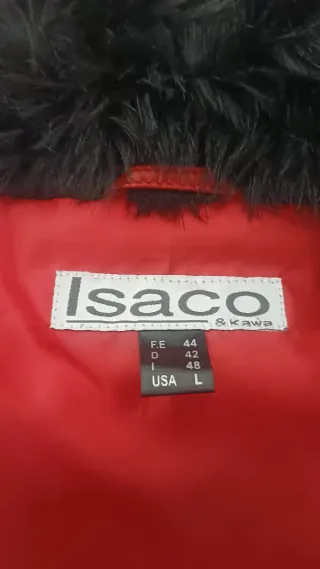 Isaco
& Kawa
F.E 44
D 42
I 48
USA L